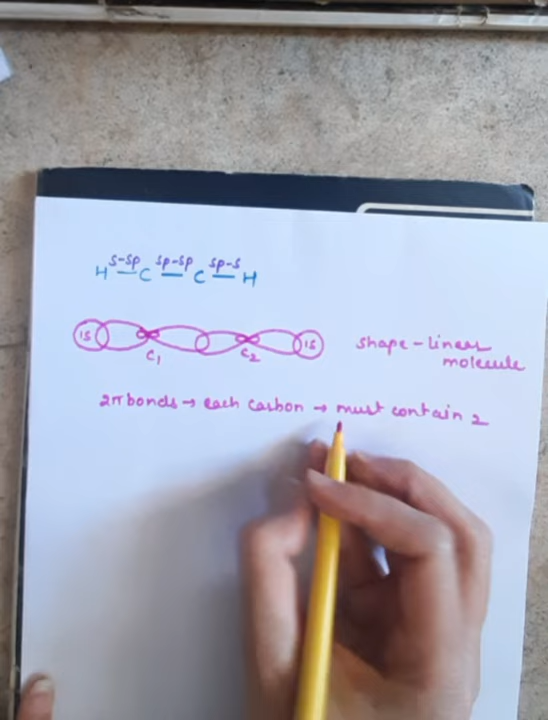 s-sp sp-sp sp-s
H—C—C—H
1s 1s
C1 C2
shape - linear
molecule
2π bonds → each carbon → must contain 2